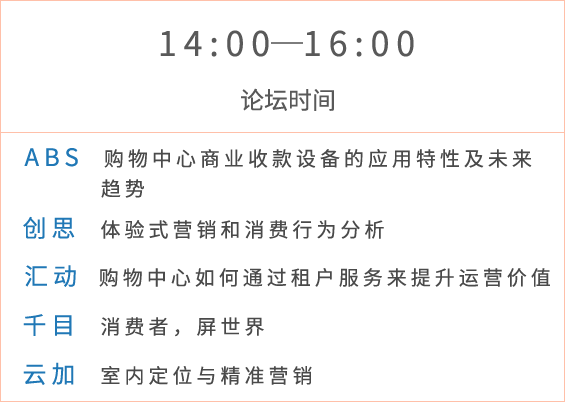 14:00—16:00
论坛时间
ABS 购物中心商业收款设备的应用特性及未来
趋势
创思 体验式营销和消费行为分析
汇动 购物中心如何通过租户服务来提升运营价值
千目 消费者，屏世界
云加 室内定位与精准营销